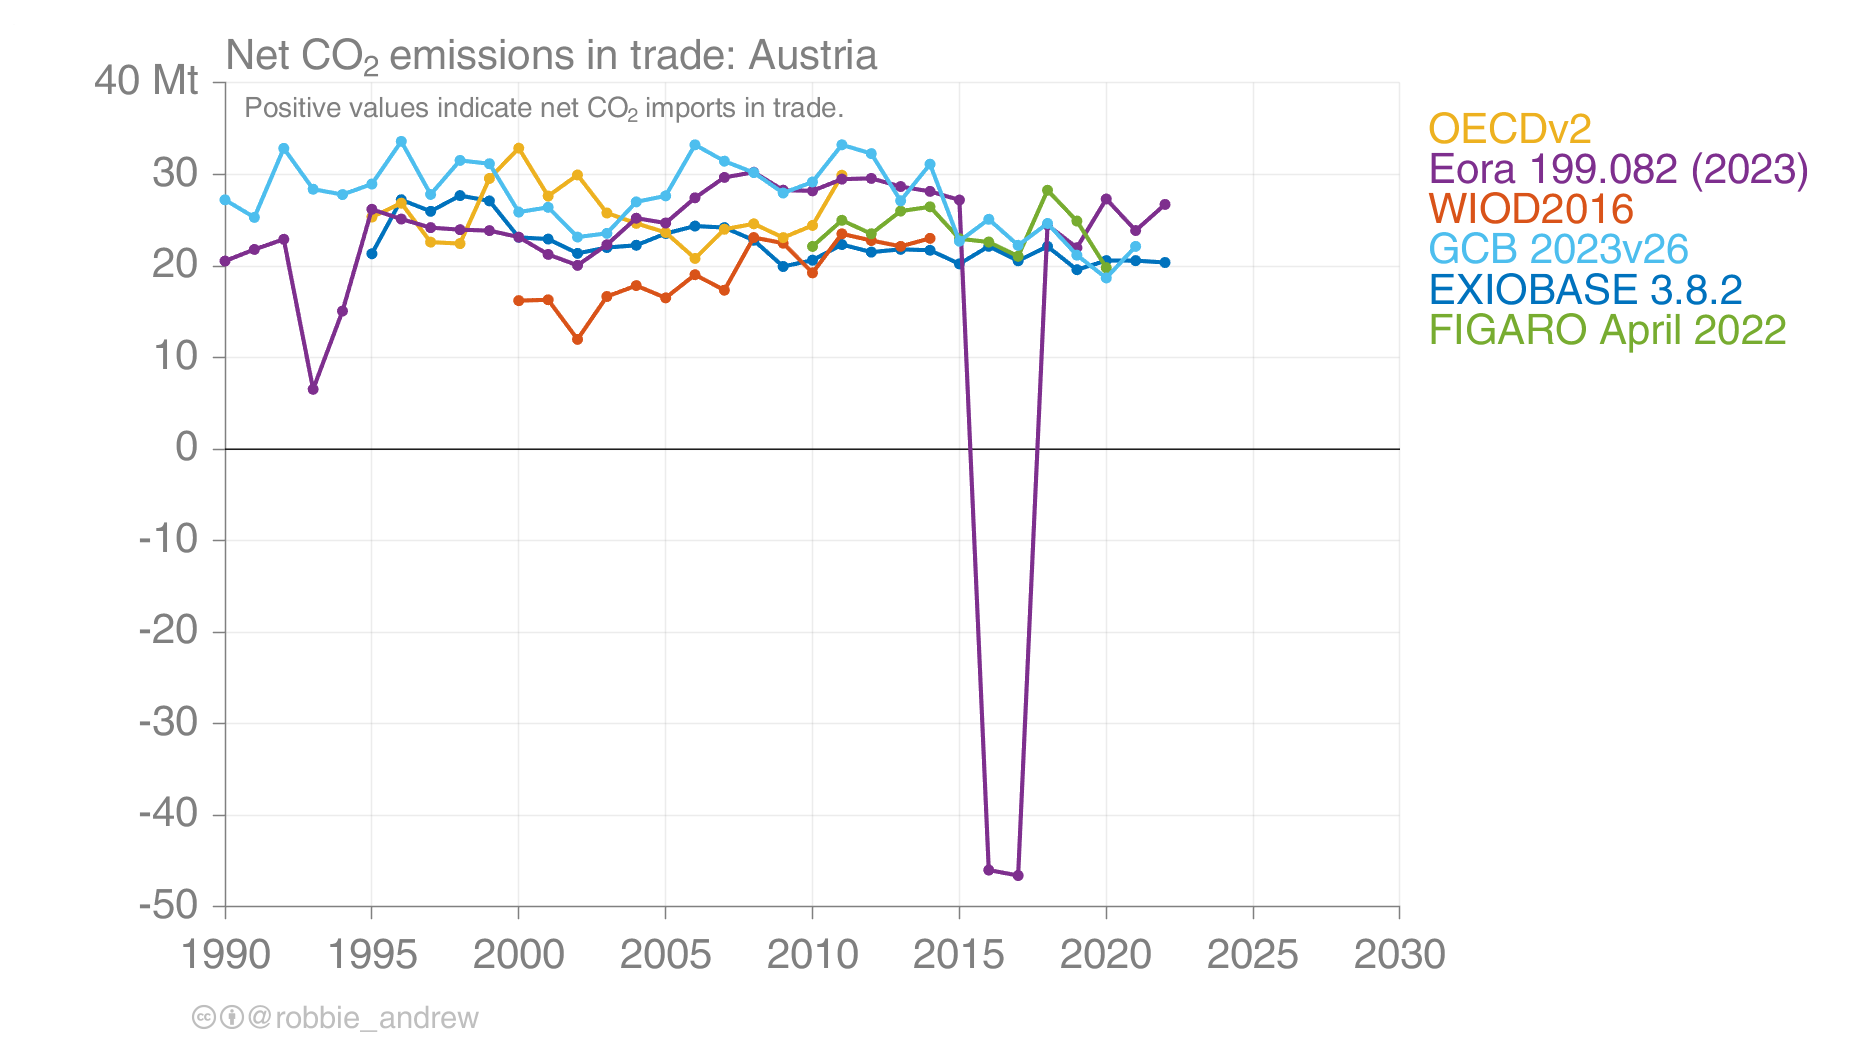 Net CO₂ emissions in trade: Austria
40 Mt
Positive values indicate net CO₂ imports in trade.
30
20
10
0
-10
-20
-30
-40
-50
1990 1995 2000 2005 2010 2015 2020 2025 2030
OECDv2
Eora 199.082 (2023)
WIOD2016
GCB 2023v26
EXIOBASE 3.8.2
FIGARO April 2022
cc @robbie_andrew